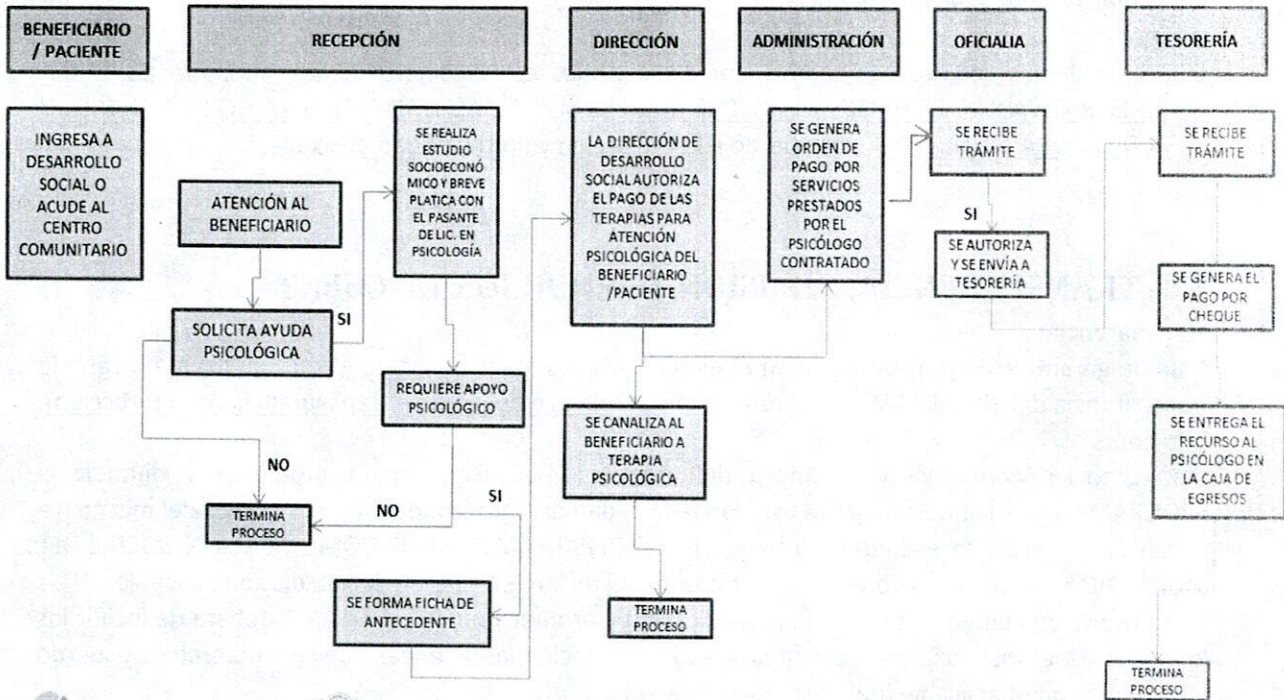 BENEFICIARIO
/ PACIENTE
RECEPCIÓN
DIRECCIÓN
ADMINISTRACIÓN
OFICIALIA
TESORERÍA
INGRESA A
DESARROLLO
SOCIAL O
ACUDE AL
CENTRO
COMUNITARIO
ATENCIÓN AL
BENEFICIARIO
SOLICITA AYUDA
PSICOLÓGICA
SI
NO
TERMINA
PROCESO
SE REALIZA
ESTUDIO
SOCIOECONÓ
MICO Y BREVE
PLATICA CON
EL PASANTE
DE LIC. EN
PSICOLOGÍA
REQUIERE APOYO
PSICOLÓGICO
NO
SI
SE FORMA FICHA DE
ANTECEDENTE
LA DIRECCIÓN DE
DESARROLLO
SOCIAL AUTORIZA
EL PAGO DE LAS
TERAPIAS PARA
ATENCIÓN
PSICOLÓGICA DEL
BENEFICIARIO
/PACIENTE
SE CANALIZA AL
BENEFICIARIO A
TERAPIA
PSICOLÓGICA
TERMINA
PROCESO
SE GENERA
ORDEN DE
PAGO POR
SERVICIOS
PRESTADOS
POR EL
PSICÓLOGO
CONTRATADO
SE RECIBE
TRÁMITE
SI
SE AUTORIZA
Y SE ENVÍA A
TESORERÍA
SE RECIBE
TRÁMITE
SE GENERA EL
PAGO POR
CHEQUE
SE ENTREGA EL
RECURSO AL
PSICÓLOGO EN
LA CAJA DE
EGRESOS
TERMINA
PROCESO